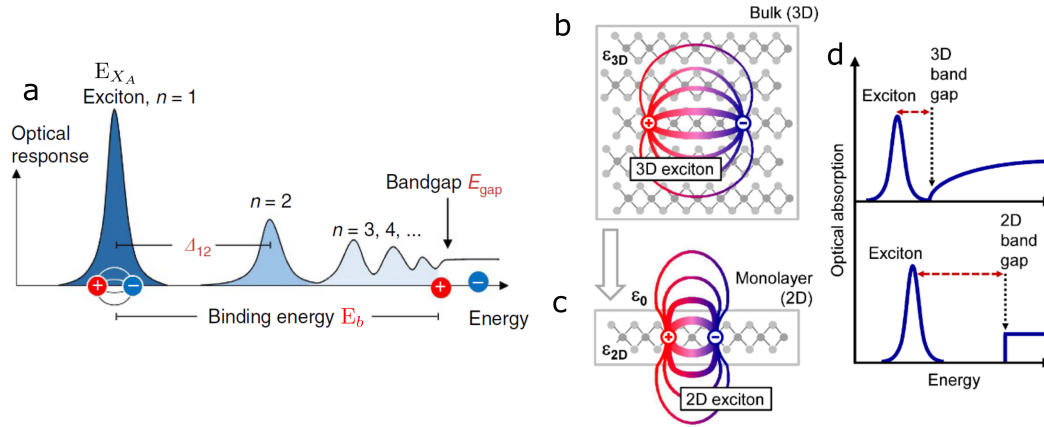 a
E_{X_A}
Exciton, n = 1
Optical
response
n = 2
Δ12
n = 3, 4, ...
Bandgap E_gap
+
−
+
−
Binding energy E_b
Energy
b
Bulk (3D)
ε3D
+
−
3D exciton
c
Monolayer
(2D)
ε0
ε2D
+
−
2D exciton
d
Optical absorption
Exciton
3D
band
gap
Exciton
2D
band
gap
Energy